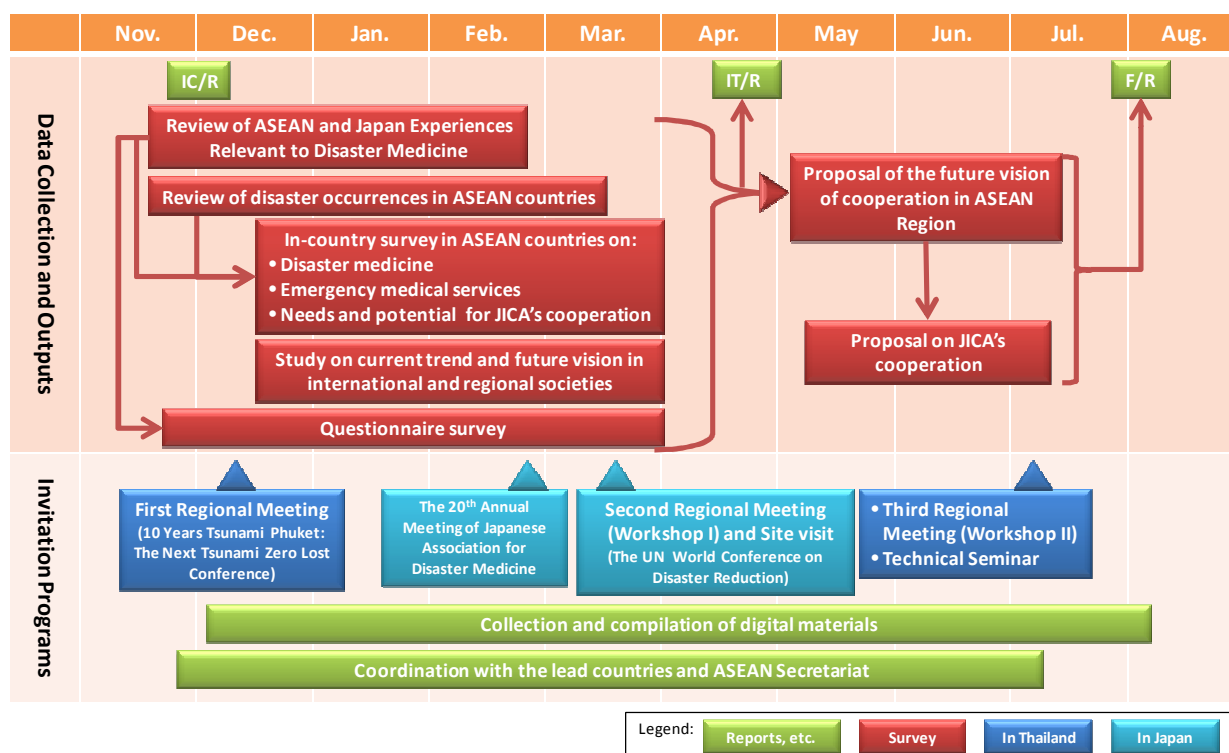 Nov. Dec. Jan. Feb. Mar. Apr. May Jun. Jul. Aug.
Data Collection and Outputs
IC/R
IT/R
F/R
Review of ASEAN and Japan Experiences
Relevant to Disaster Medicine
Review of disaster occurrences in ASEAN countries
In-country survey in ASEAN countries on:
• Disaster medicine
• Emergency medical services
• Needs and potential for JICA's cooperation
Study on current trend and future vision in
international and regional societies
Questionnaire survey
Proposal of the future vision
of cooperation in ASEAN
Region
Proposal on JICA's
cooperation
Invitation Programs
First Regional Meeting
(10 Years Tsunami Phuket:
The Next Tsunami Zero Lost
Conference)
The 20th Annual
Meeting of Japanese
Association for
Disaster Medicine
Second Regional Meeting
(Workshop I) and Site visit
(The UN World Conference on
Disaster Reduction)
• Third Regional
Meeting (Workshop II)
• Technical Seminar
Collection and compilation of digital materials
Coordination with the lead countries and ASEAN Secretariat
Legend:
Reports, etc.
Survey
In Thailand
In Japan